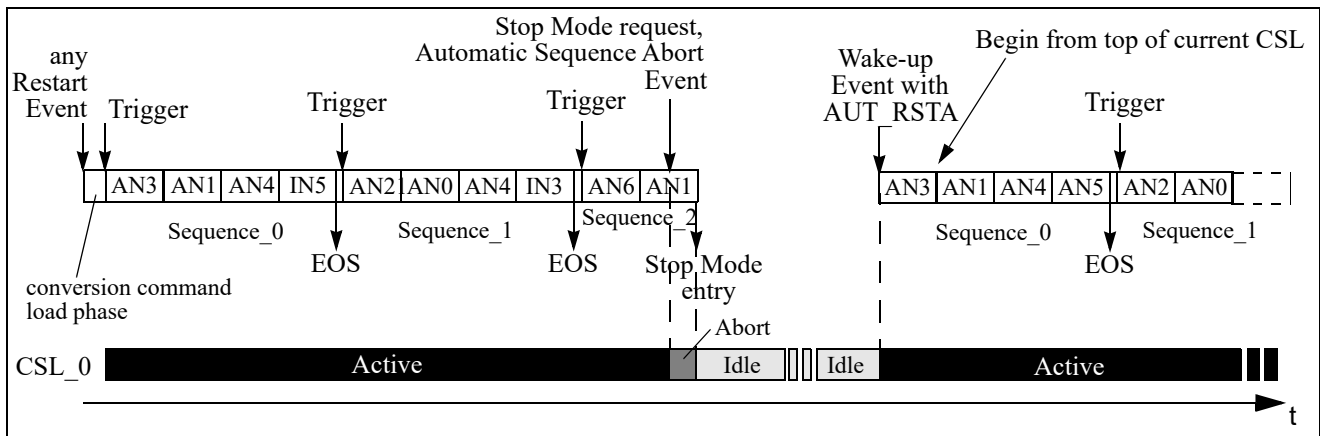 Stop Mode request,
Automatic Sequence Abort
Event
any
Restart
Event
Trigger
Trigger
Trigger
Wake-up
Event with
AUT_RSTA
Begin from top of current CSL
Trigger
AN3 AN1 AN4 IN5 AN21 AN0 AN4 IN3 AN6 AN1
AN3 AN1 AN4 AN5 AN2 AN0
Sequence_0
Sequence_1
Sequence_2
Sequence_0
Sequence_1
EOS
EOS
Stop Mode
entry
EOS
conversion command
load phase
Abort
CSL_0
Active
Idle
Idle
Active
t